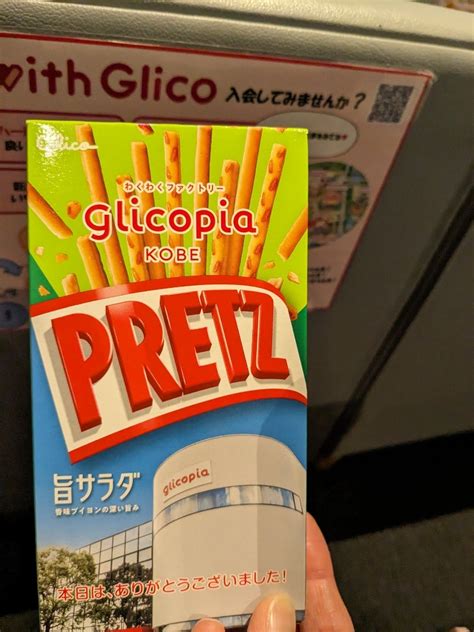 with Glico
入会してみませんか？
Glico
わくわくファクトリー
glicopia
KOBE
PRETZ
glicopia
旨サラダ
香味ブイヨンの深い旨み
本日は、ありがとうございました！